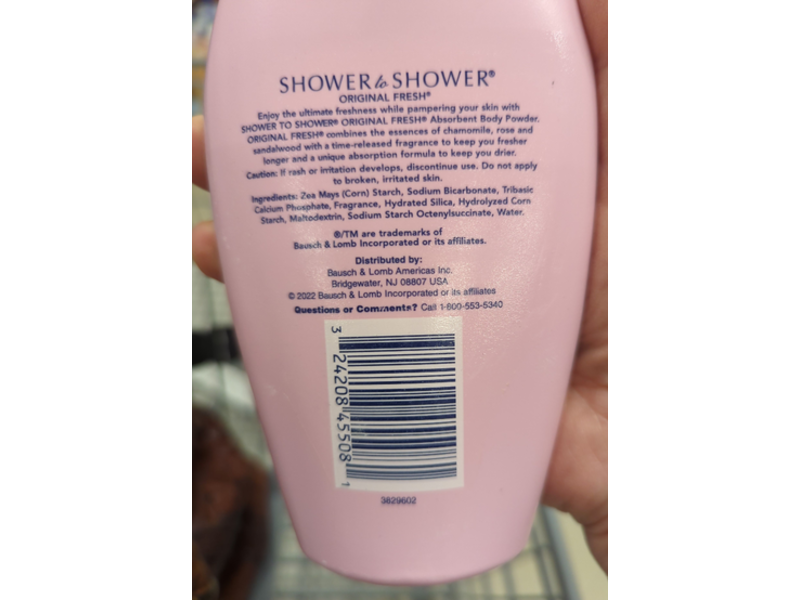 SHOWER to SHOWER®
ORIGINAL FRESH®
Enjoy the ultimate freshness while pampering your skin with
SHOWER TO SHOWER® ORIGINAL FRESH® Absorbent Body Powder.
ORIGINAL FRESH® combines the essences of chamomile, rose and
sandalwood with a time-released fragrance to keep you fresher
longer and a unique absorption formula to keep you drier.
Caution: If rash or irritation develops, discontinue use. Do not apply
to broken, irritated skin.
Ingredients: Zea Mays (Corn) Starch, Sodium Bicarbonate, Tribasic
Calcium Phosphate, Fragrance, Hydrated Silica, Hydrolyzed Corn
Starch, Maltodextrin, Sodium Starch Octenylsuccinate, Water.
®/TM are trademarks of
Bausch & Lomb Incorporated or its affiliates.
Distributed by:
Bausch & Lomb Americas Inc.
Bridgewater, NJ 08807 USA
© 2022 Bausch & Lomb Incorporated or its affiliates
Questions or Comments? Call 1-800-553-5340
3 24208 45508 1
3829602